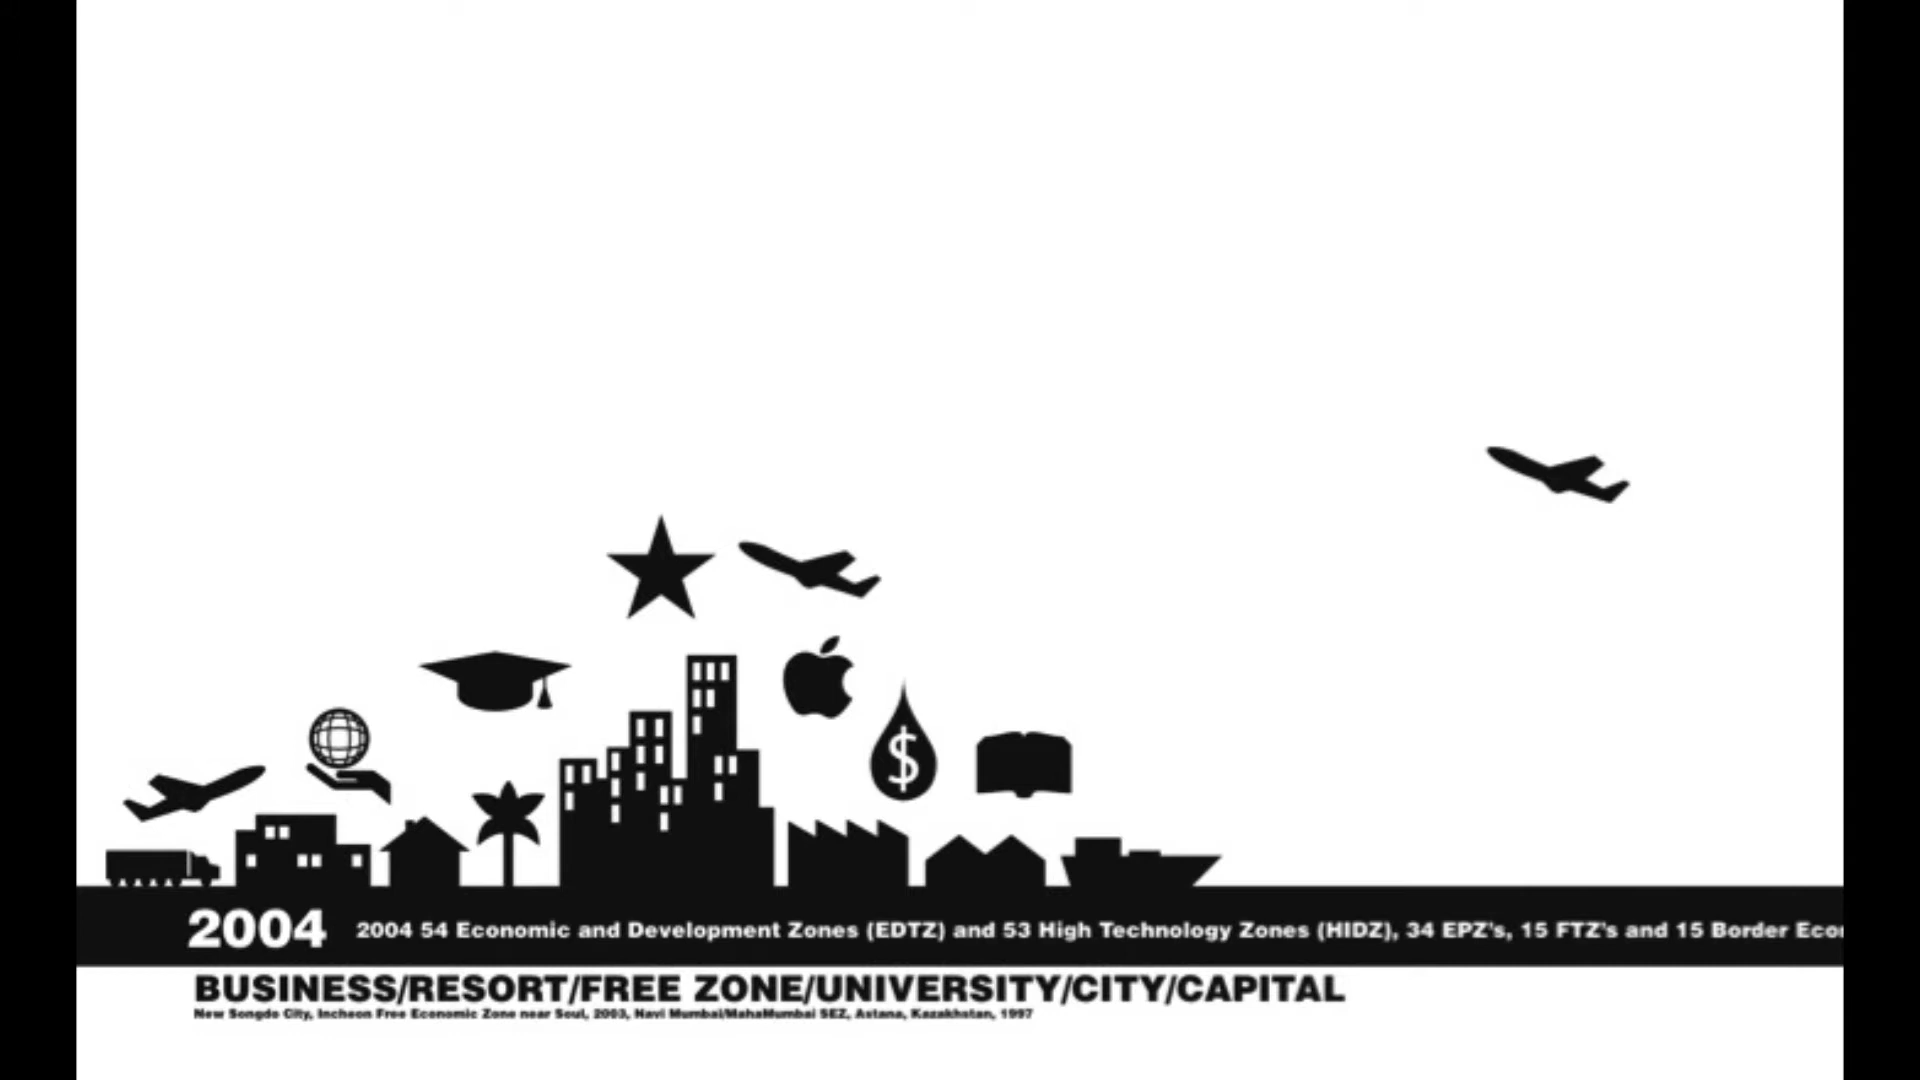 $
2004 2004 54 Economic and Development Zones (EDTZ) and 53 High Technology Zones (HIDZ), 34 EPZ's, 15 FTZ's and 15 Border Eco
BUSINESS/RESORT/FREE ZONE/UNIVERSITY/CITY/CAPITAL
New Songdo City, Incheon Free Economic Zone near Soul, 2003, Navi Mumbai/MahaMumbai SEZ, Astana, Kazakhstan, 1997